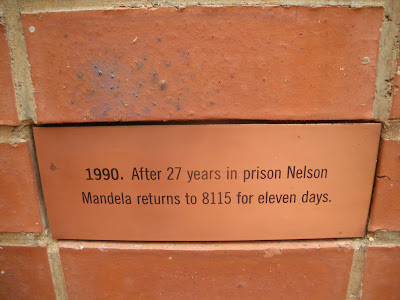 1990. After 27 years in prison Nelson
Mandela returns to 8115 for eleven days.